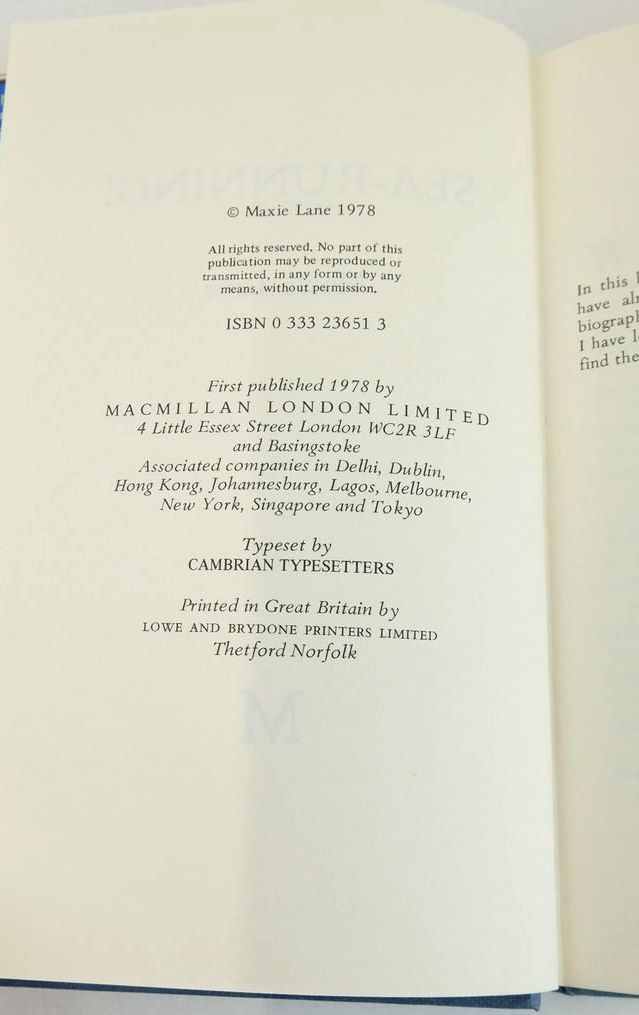 © Maxie Lane 1978
All rights reserved. No part of this
publication may be reproduced or
transmitted, in any form or by any
means, without permission.
ISBN 0 333 23651 3
First published 1978 by
MACMILLAN LONDON LIMITED
4 Little Essex Street London WC2R 3LF
and Basingstoke
Associated companies in Delhi, Dublin,
Hong Kong, Johannesburg, Lagos, Melbourne,
New York, Singapore and Tokyo
Typeset by
CAMBRIAN TYPESETTERS
Printed in Great Britain by
LOWE AND BRYDONE PRINTERS LIMITED
Thetford Norfolk
SEA-RUNNING!
M
In this
have
I have
find the